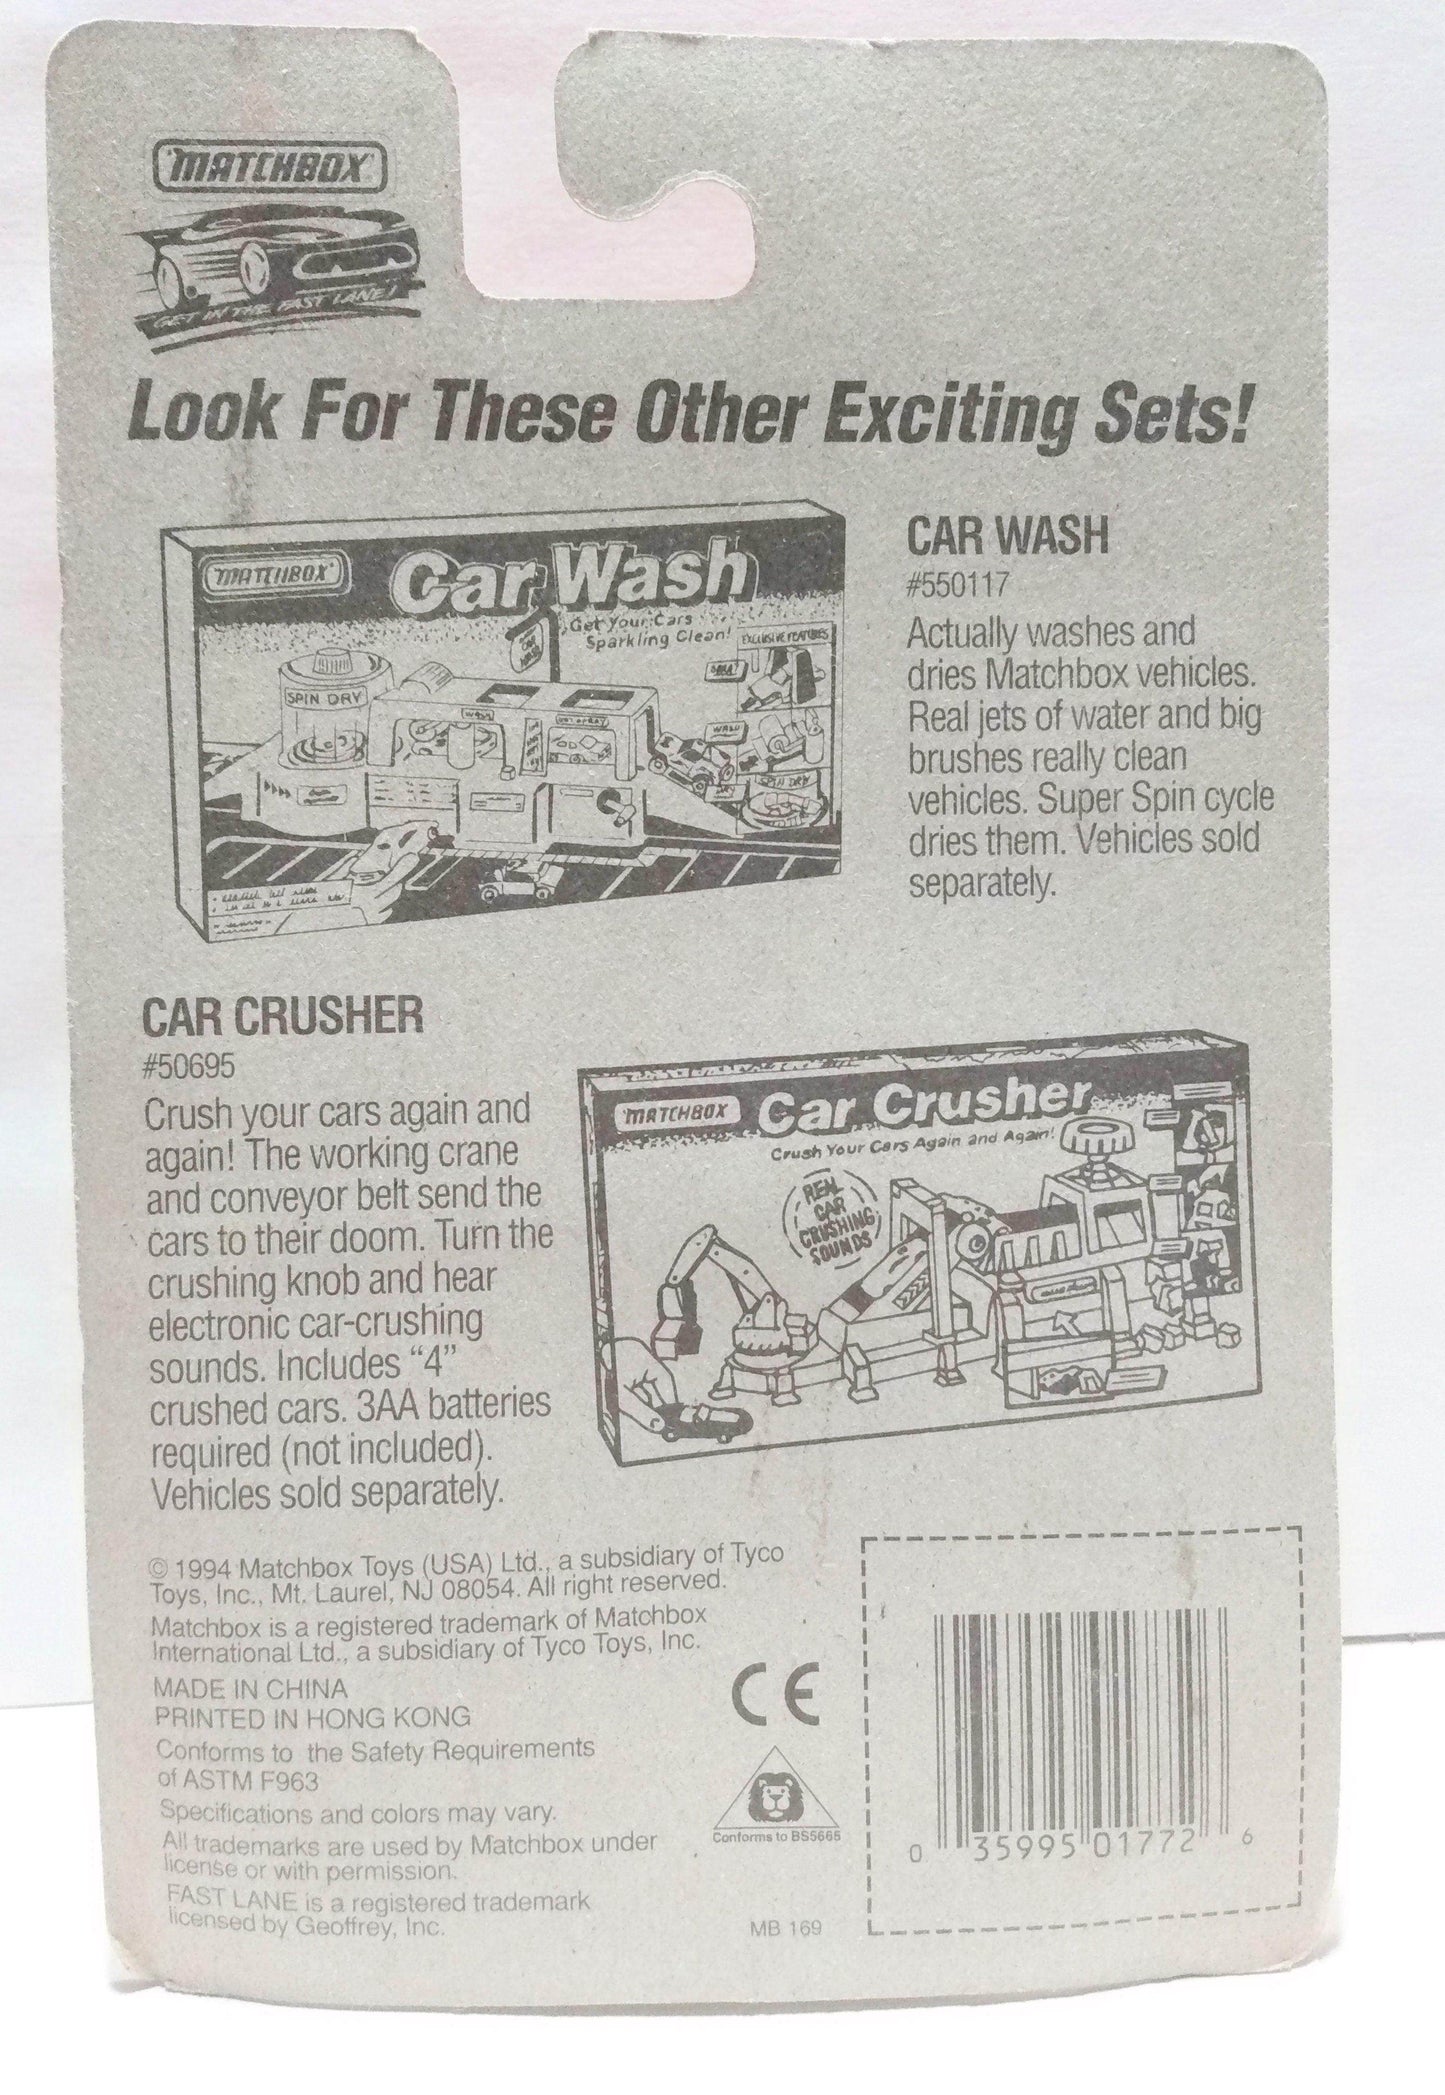 MATCHBOX
GET IN THE FAST LANE!
Look For These Other Exciting Sets!
MATCHBOX
Car Wash
Get Your Cars
Sparkling Clean!
EXCLUSIVE FEATURES
SPIN DRY
WASH
SPIN DRY
CAR WASH
#550117
Actually washes and
dries Matchbox vehicles.
Real jets of water and big
brushes really clean
vehicles. Super Spin cycle
dries them. Vehicles sold
separately.
CAR CRUSHER
#50695
Crush your cars again and
again! The working crane
and conveyor belt send the
cars to their doom. Turn the
crushing knob and hear
electronic car-crushing
sounds. Includes “4”
crushed cars. 3AA batteries
required (not included).
Vehicles sold separately.
MATCHBOX
Car Crusher
Crush Your Cars Again and Again!
REAL
CAR
CRUSHING
SOUNDS
© 1994 Matchbox Toys (USA) Ltd., a subsidiary of Tyco
Toys, Inc., Mt. Laurel, NJ 08054. All right reserved.
Matchbox is a registered trademark of Matchbox
International Ltd., a subsidiary of Tyco Toys, Inc.
MADE IN CHINA
PRINTED IN HONG KONG
Conforms to the Safety Requirements
of ASTM F963
Specifications and colors may vary.
All trademarks are used by Matchbox under
license or with permission.
FAST LANE is a registered trademark
licensed by Geoffrey, Inc.
CE
Conforms to BS5665
MB 169
0 35995 01772 6